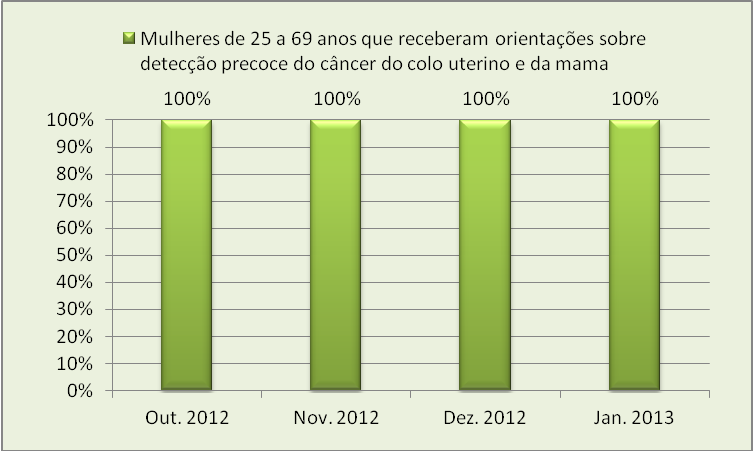 Mulheres de 25 a 69 anos que receberam orientações sobre
detecção precoce do câncer do colo uterino e da mama
100% 100% 100% 100%
100%
90%
80%
70%
60%
50%
40%
30%
20%
10%
0%
Out. 2012 Nov. 2012 Dez. 2012 Jan. 2013